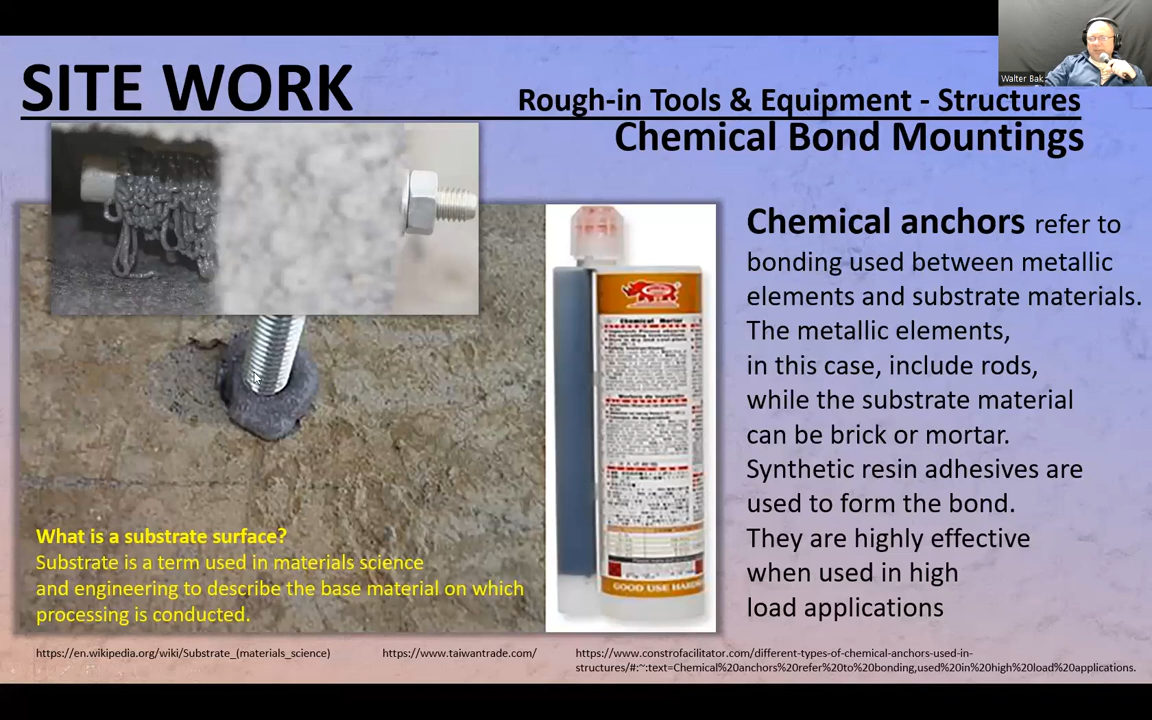 Walter Bak
SITE WORK
Rough-in Tools & Equipment - Structures
Chemical Bond Mountings
Chemical anchors refer to
bonding used between metallic
elements and substrate materials.
The metallic elements,
in this case, include rods,
while the substrate material
can be brick or mortar.
Synthetic resin adhesives are
used to form the bond.
They are highly effective
when used in high
load applications
Chemical Mortar
GOOD USE
What is a substrate surface?
Substrate is a term used in materials science
and engineering to describe the base material on which
processing is conducted.
https://en.wikipedia.org/wiki/Substrate_(materials_science)
https://www.taiwantrade.com/
https://www.constrofacilitator.com/different-types-of-chemical-anchors-used-in-
structures/#:~:text=Chemical%20anchors%20refer%20to%20bonding,used%20in%20high%20load%20applications.